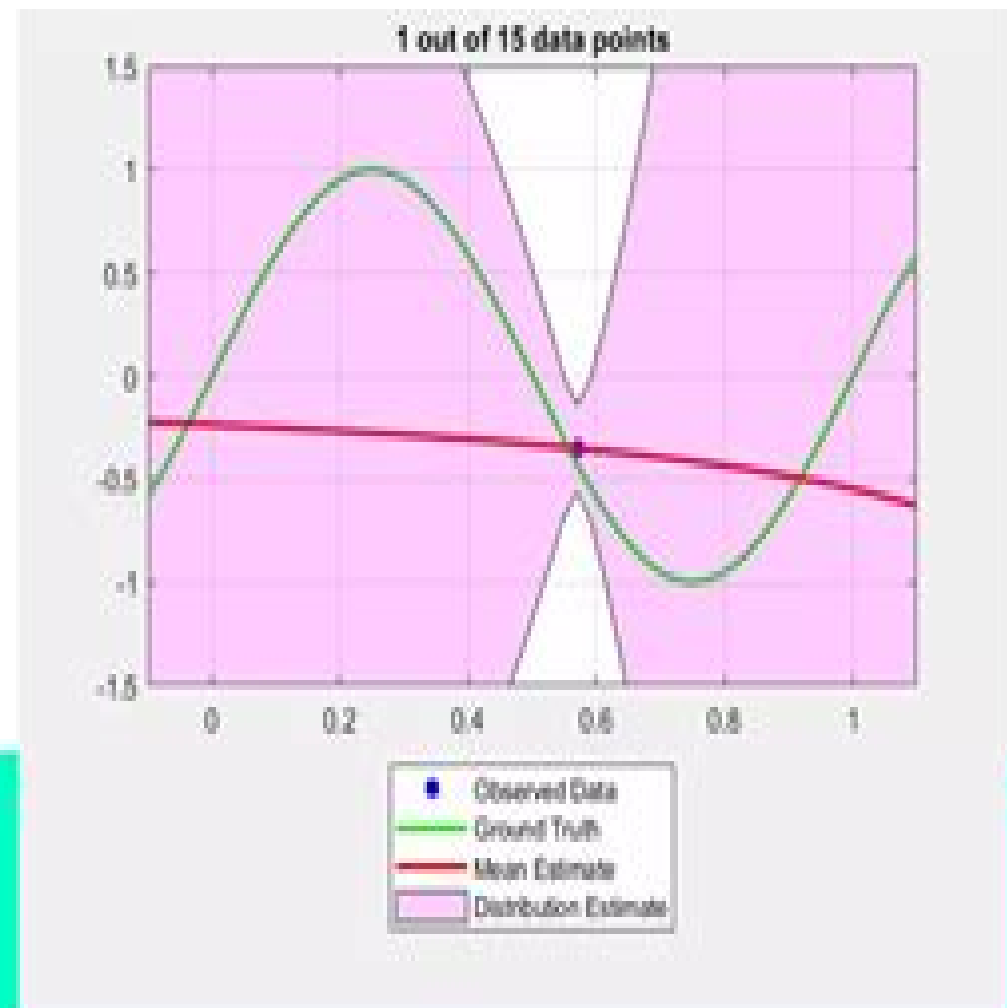 1 out of 15 data points
1.5
1
0.5
0
-0.5
-1
-1.5
0 0.2 0.4 0.6 0.8 1
Observed Data
Ground Truth
Mean Estimate
Distribution Estimate